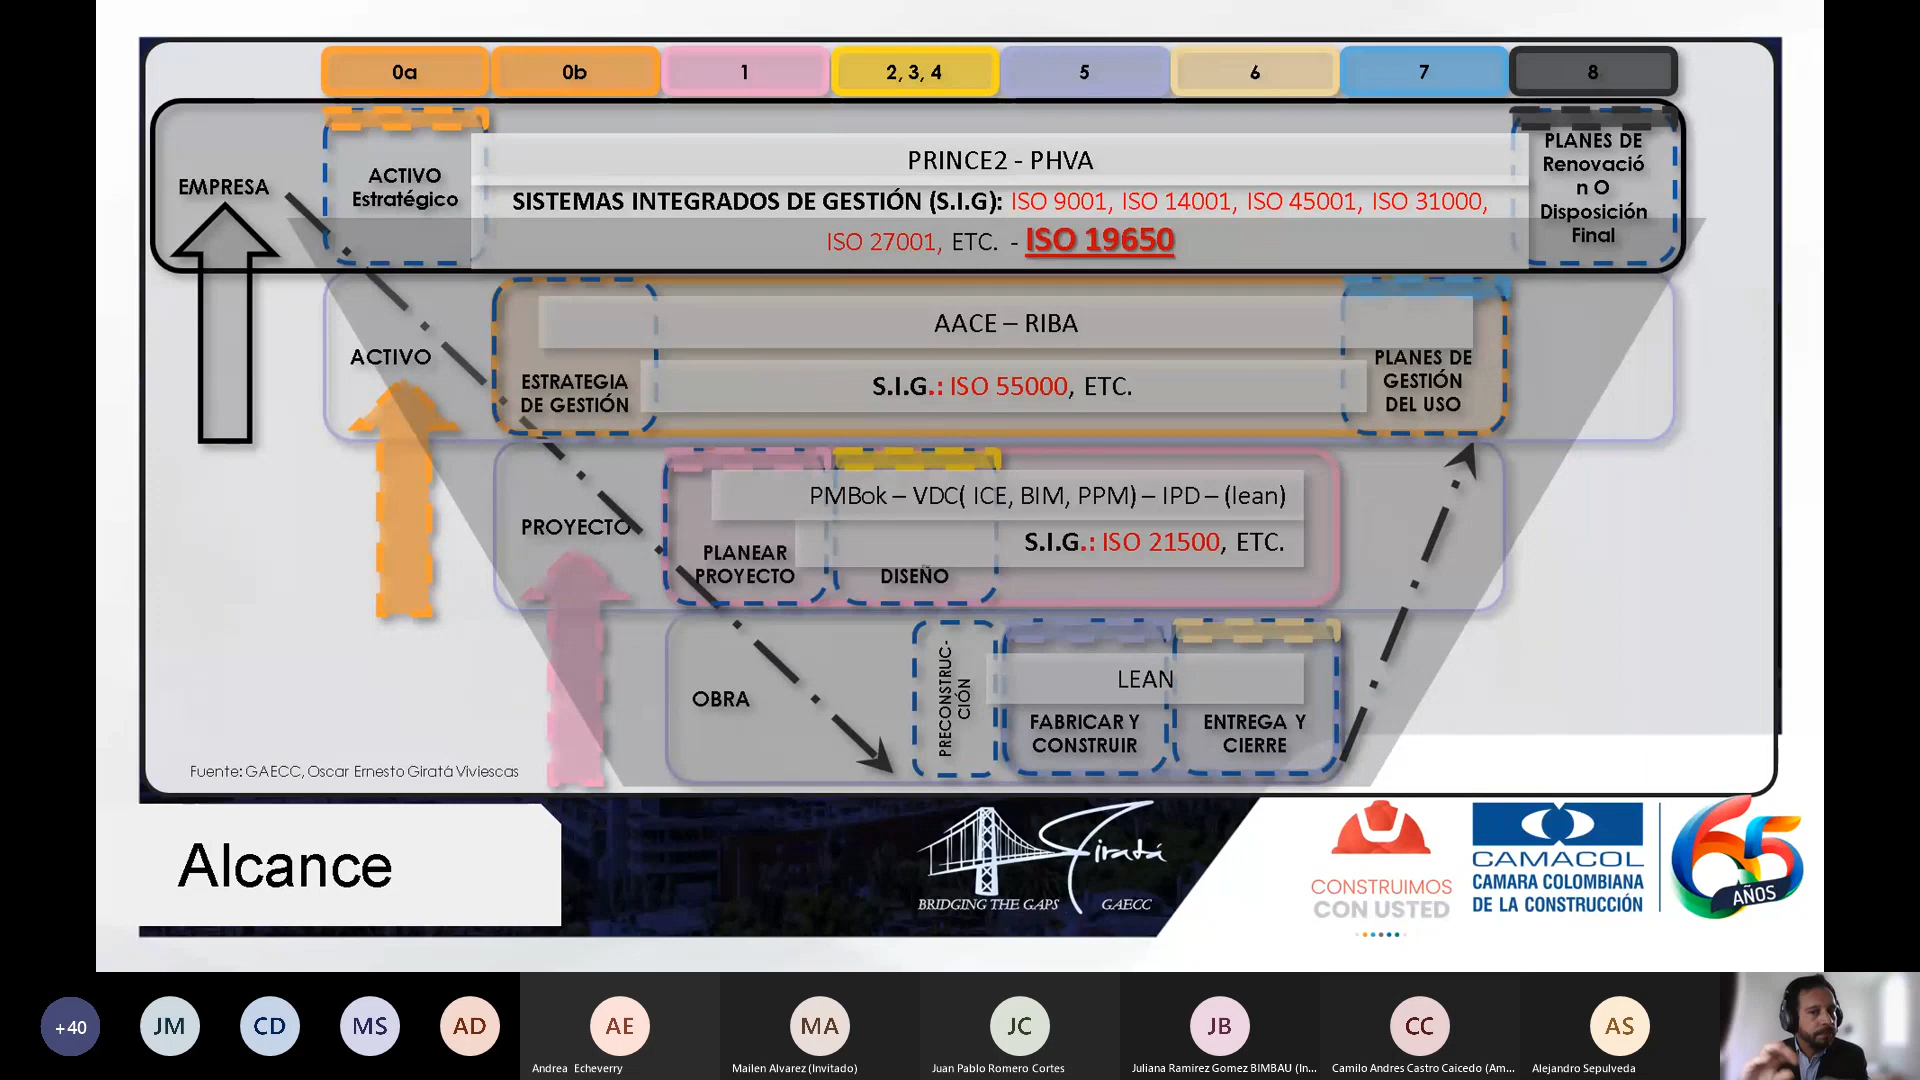 0a 0b 1 2, 3, 4 5 6 7 8
EMPRESA
ACTIVO
Estratégico
PRINCE2 - PHVA
SISTEMAS INTEGRADOS DE GESTIÓN (S.I.G): ISO 9001, ISO 14001, ISO 45001, ISO 31000,
ISO 27001, ETC. - ISO 19650
PLANES DE
Renovació
n O
Disposición
Final
ACTIVO
ESTRATEGIA
DE GESTIÓN
AACE – RIBA
S.I.G.: ISO 55000, ETC.
PLANES DE
GESTIÓN
DEL USO
PROYECTO
PLANEAR
PROYECTO
DISEÑO
PMBok – VDC( ICE, BIM, PPM) – IPD – (lean)
S.I.G.: ISO 21500, ETC.
OBRA
PRECONSTRUC-
CIÓN
LEAN
FABRICAR Y
CONSTRUIR
ENTREGA Y
CIERRE
Fuente: GAECC, Oscar Ernesto Giratá Viviescas
Alcance
Giratá
BRIDGING THE GAPS GAECC
CONSTRUIMOS
CON USTED
CAMACOL
CAMARA COLOMBIANA
DE LA CONSTRUCCIÓN
65
AÑOS
+40 JM CD MS AD AE MA JC JB CC AS
Andrea Echeverry
Mailen Alvarez (Invitado)
Juan Pablo Romero Cortes
Juliana Ramirez Gomez BIMBAU (In...
Camilo Andres Castro Caicedo (Am...
Alejandro Sepulveda